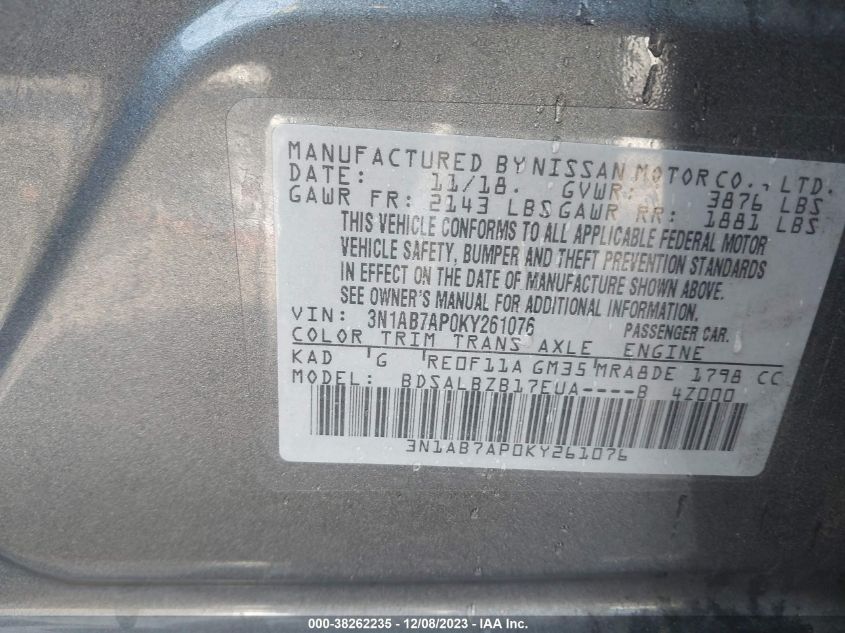 MANUFACTURED BY NISSAN MOTOR CO., LTD.
DATE: 11/18. GVWR: 3876 LBS
GAWR FR: 2143 LBS GAWR RR: 1881 LBS
THIS VEHICLE CONFORMS TO ALL APPLICABLE FEDERAL MOTOR
VEHICLE SAFETY, BUMPER AND THEFT PREVENTION STANDARDS
IN EFFECT ON THE DATE OF MANUFACTURE SHOWN ABOVE.
SEE OWNER'S MANUAL FOR ADDITIONAL INFORMATION.
VIN: 3N1AB7AP0KY261076 PASSENGER CAR.
COLOR TRIM TRANS AXLE ENGINE
KAD G RE0F11A GM35 MRA8DE 1798 CC
MODEL: BDSALBZB17EUA----B 4Z000
3N1AB7AP0KY261076
000-38262235 - 12/08/2023 - IAA Inc.